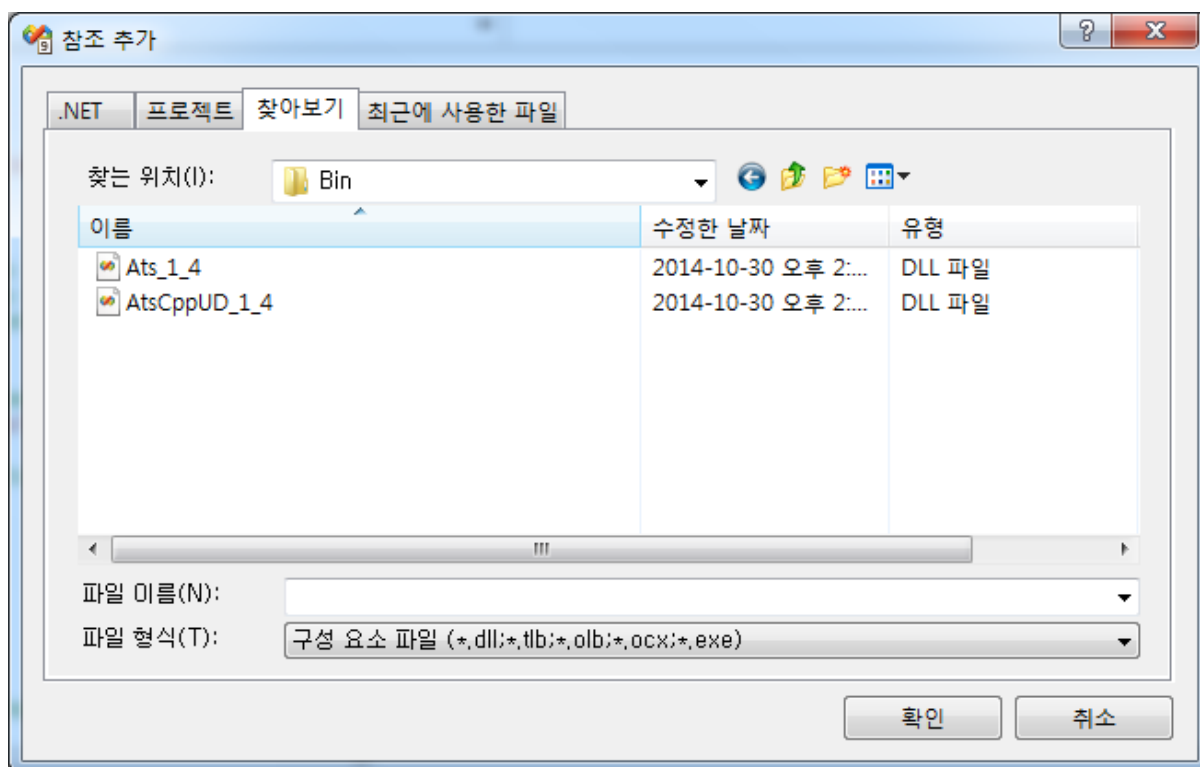 참조 추가
.NET 프로젝트 찾아보기 최근에 사용한 파일
찾는 위치(I): Bin
이름 수정한 날짜 유형
Ats_1_4 2014-10-30 오후 2:... DLL 파일
AtsCppUD_1_4 2014-10-30 오후 2:... DLL 파일
파일 이름(N):
파일 형식(T): 구성 요소 파일 (*.dll;*.tlb;*.olb;*.ocx;*.exe)
확인 취소